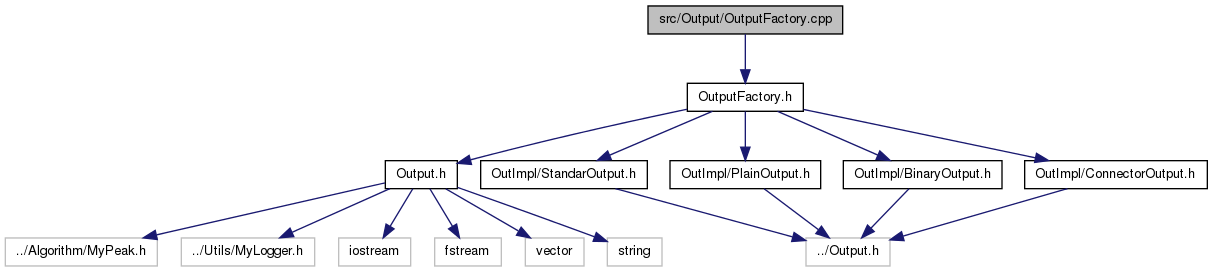 src/Output/OutputFactory.cpp
OutputFactory.h
Output.h
OutImpl/StandarOutput.h
OutImpl/PlainOutput.h
OutImpl/BinaryOutput.h
OutImpl/ConnectorOutput.h
../Algorithm/MyPeak.h
../Utils/MyLogger.h
iostream
fstream
vector
string
../Output.h